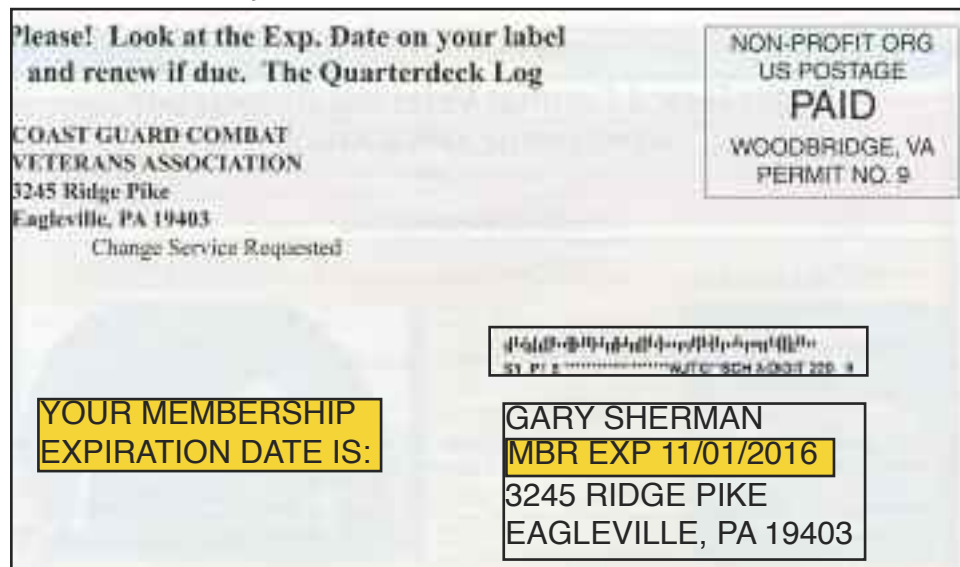 Please! Look at the Exp. Date on your label
and renew if due. The Quarterdeck Log
NON-PROFIT ORG
US POSTAGE
PAID
WOODBRIDGE, VA
PERMIT NO. 9
COAST GUARD COMBAT
VETERANS ASSOCIATION
3245 Ridge Pike
Eagleville, PA 19403
Change Service Requested
YOUR MEMBERSHIP
EXPIRATION DATE IS:
GARY SHERMAN
MBR EXP 11/01/2016
3245 RIDGE PIKE
EAGLEVILLE, PA 19403